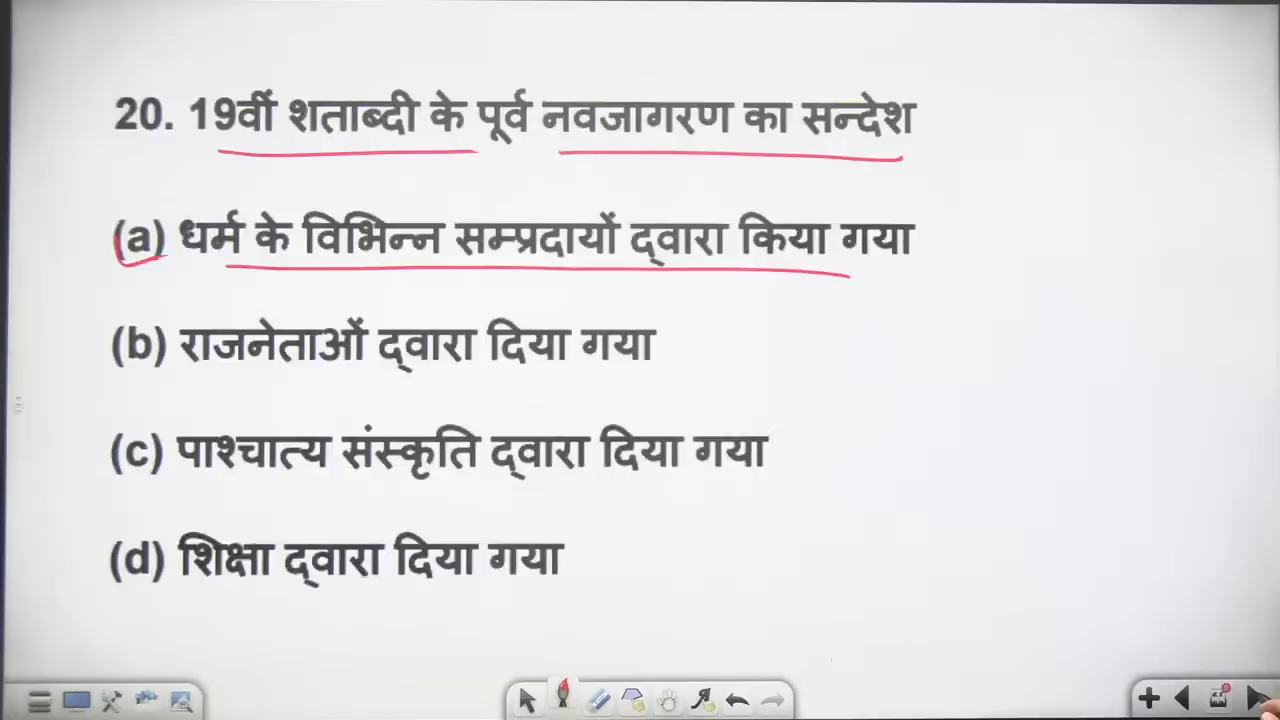 20. 19वीं शताब्दी के पूर्व नवजागरण का सन्देश
(a) धर्म के विभिन्न सम्प्रदायों द्वारा किया गया
(b) राजनेताओं द्वारा दिया गया
(c) पाश्चात्य संस्कृति द्वारा दिया गया
(d) शिक्षा द्वारा दिया गया